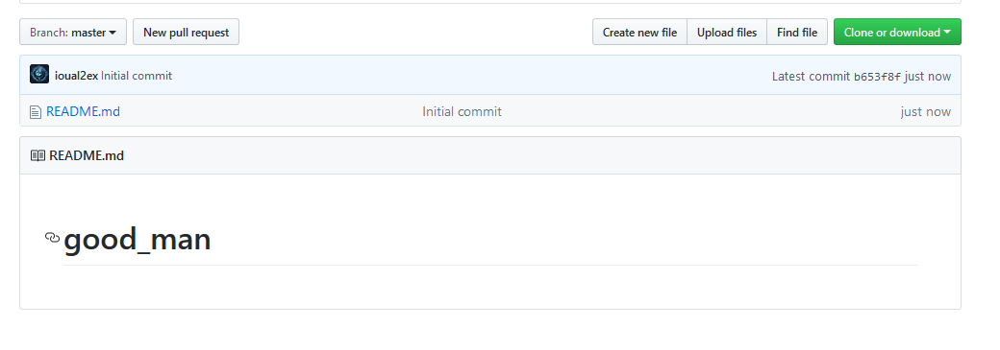 Branch: master New pull request Create new file Upload files Find file Clone or download
ioual2ex Initial commit Latest commit b653f8f just now
README.md Initial commit just now
README.md
good_man